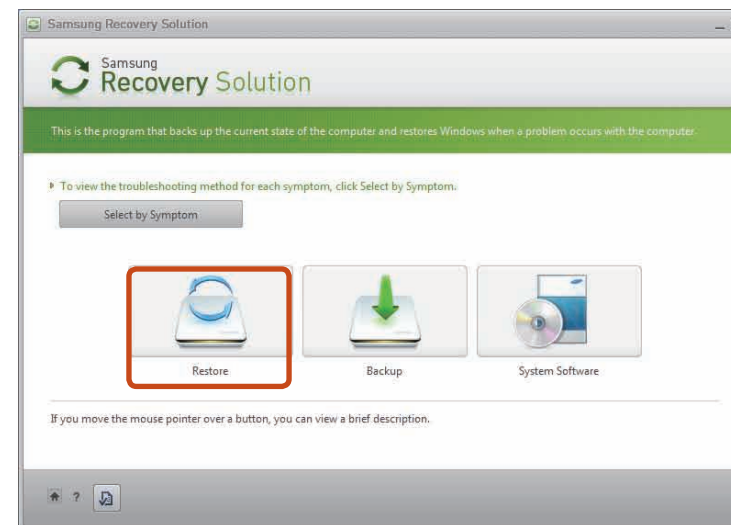 Samsung Recovery Solution
Samsung
Recovery Solution
This is the program that backs up the current state of the computer and restores Windows when a problem occurs with the computer.
To view the troubleshooting method for each symptom, click Select by Symptom.
Select by Symptom
Restore Backup System Software
If you move the mouse pointer over a button, you can view a brief description.
?